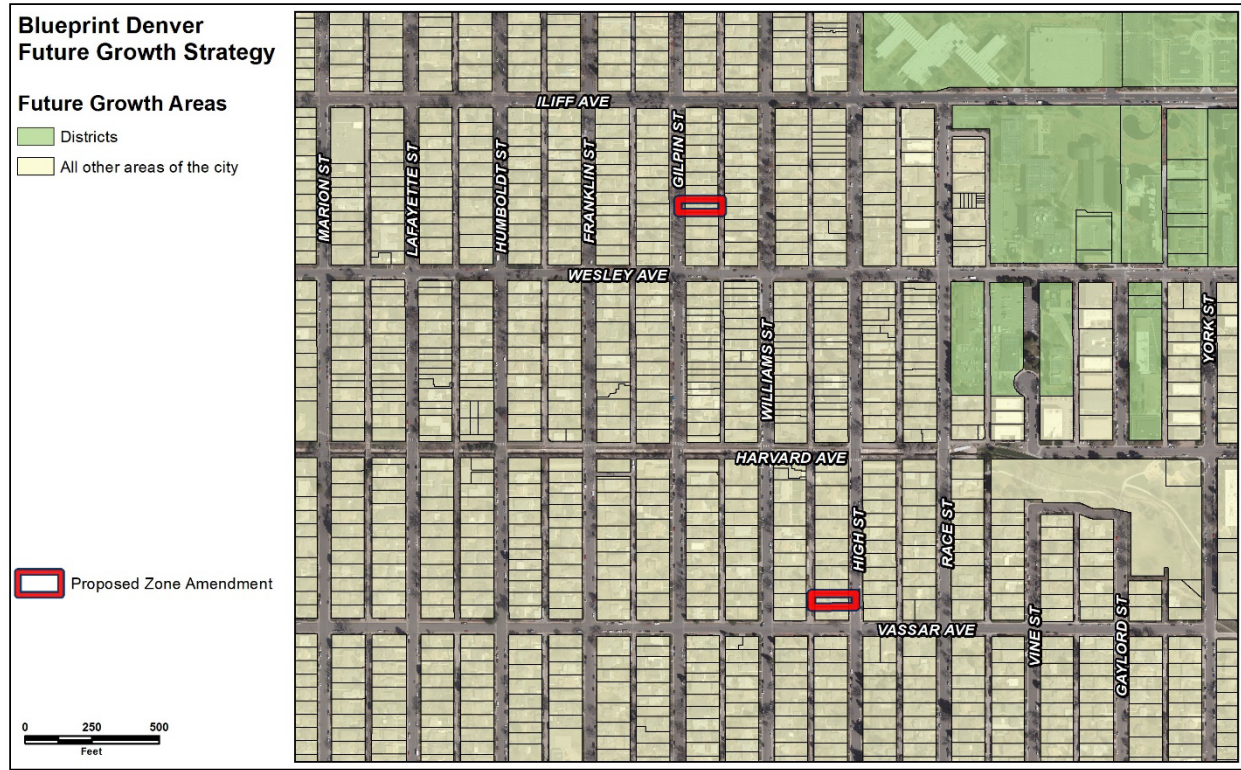 Blueprint Denver
Future Growth Strategy
Future Growth Areas
Districts
All other areas of the city
Proposed Zone Amendment
0 250 500
Feet
ILIFF AVE
MARION ST
LAFAYETTE ST
HUMBOLDT ST
FRANKLIN ST
GILPIN ST
WESLEY AVE
WILLIAMS ST
YORK ST
HARVARD AVE
HIGH ST
RACE ST
VASSAR AVE
VINE ST
GAYLORD ST